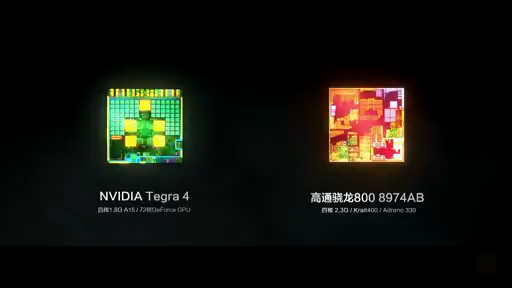 NVIDIA Tegra 4
四核1.8G A15 / 72核GeForce GPU
高通骁龙800 8974AB
四核 2.3G / Krait400 / Adreno 330